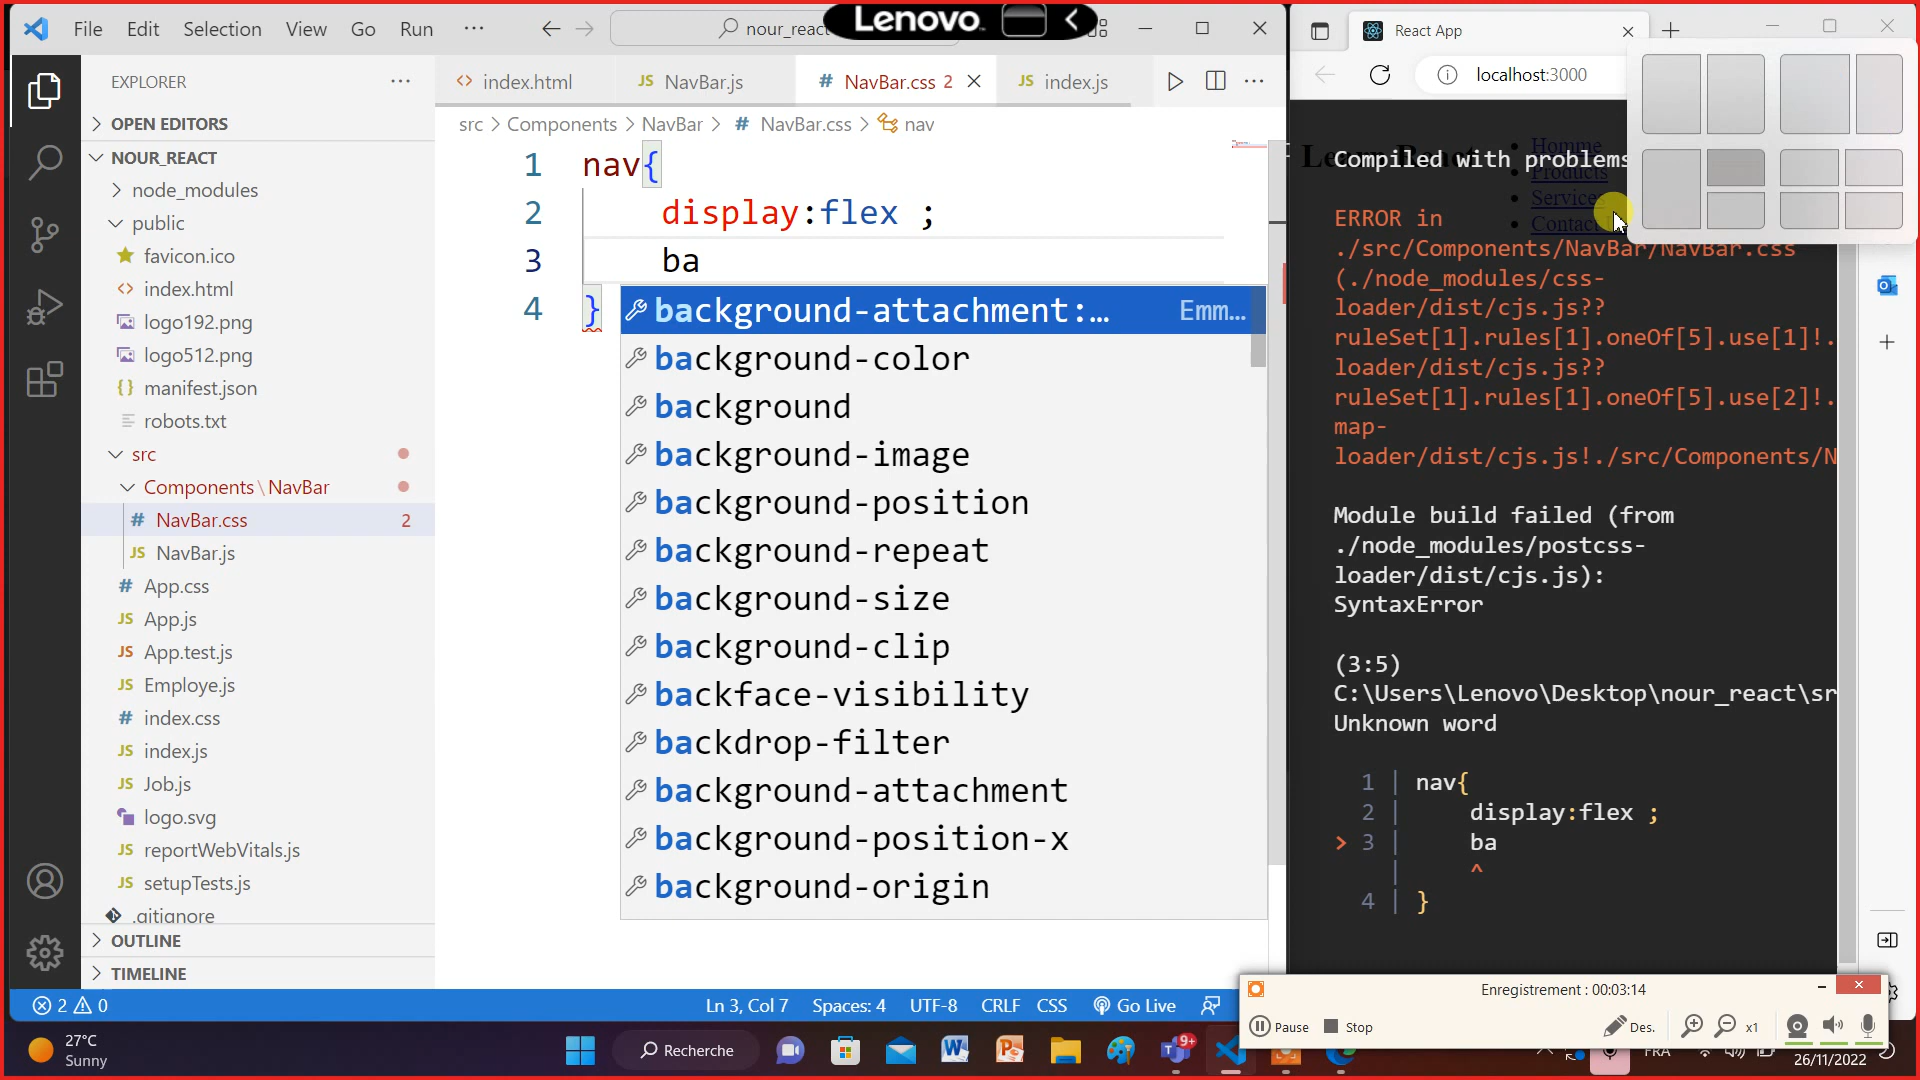 File Edit Selection View Go Run ···
nour_reac
Lenovo
React App
localhost:3000
EXPLORER
OPEN EDITORS
NOUR_REACT
node_modules
public
favicon.ico
index.html
logo192.png
logo512.png
manifest.json
robots.txt
src
Components\NavBar
NavBar.css 2
NavBar.js
App.css
App.js
App.test.js
Employe.js
index.css
index.js
Job.js
logo.svg
reportWebVitals.js
setupTests.js
.gitignore
OUTLINE
TIMELINE
index.html
NavBar.js
NavBar.css 2
index.js
src > Components > NavBar > # NavBar.css > nav
1 nav{
2 display:flex ;
3 ba
4 }
background-attachment:… Emm…
background-color
background
background-image
background-position
background-repeat
background-size
background-clip
backface-visibility
backdrop-filter
background-attachment
background-position-x
background-origin
Homme
Products
Services
Contact
Compiled with problems
ERROR in
./src/Components/NavBar/NavBar.css
(./node_modules/css-
loader/dist/cjs.js??
ruleSet[1].rules[1].oneOf[5].use[1]!.
loader/dist/cjs.js??
ruleSet[1].rules[1].oneOf[5].use[2]!.
map-
loader/dist/cjs.js!./src/Components/N
Module build failed (from
./node_modules/postcss-
loader/dist/cjs.js):
SyntaxError
(3:5)
C:\Users\Lenovo\Desktop\nour_react\sr
Unknown word
1 | nav{
2 | display:flex ;
> 3 | ba
| ^
4 | }
2 0
Ln 3, Col 7 Spaces: 4 UTF-8 CRLF CSS Go Live
Enregistrement : 00:03:14
Pause Stop Des. x1
27°C
Sunny
Recherche
9+
FRA
26/11/2022